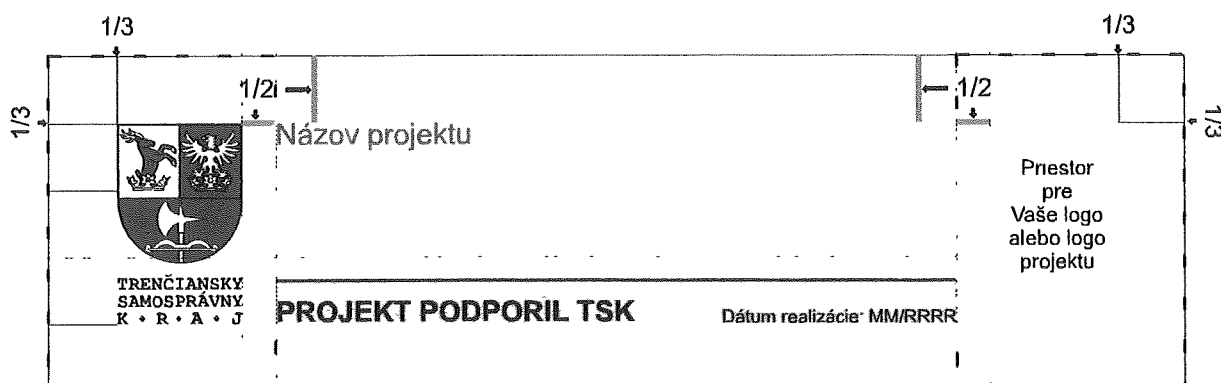 1/3
1/3
1/2
1/2
1/3
1/3
Názov projektu
Priestor
pre
Vaše logo
alebo logo
projektu
TRENČIANSKY
SAMOSPRÁVNY
K • R • A • J
PROJEKT PODPORIL TSK
Dátum realizácie: MM/RRRR